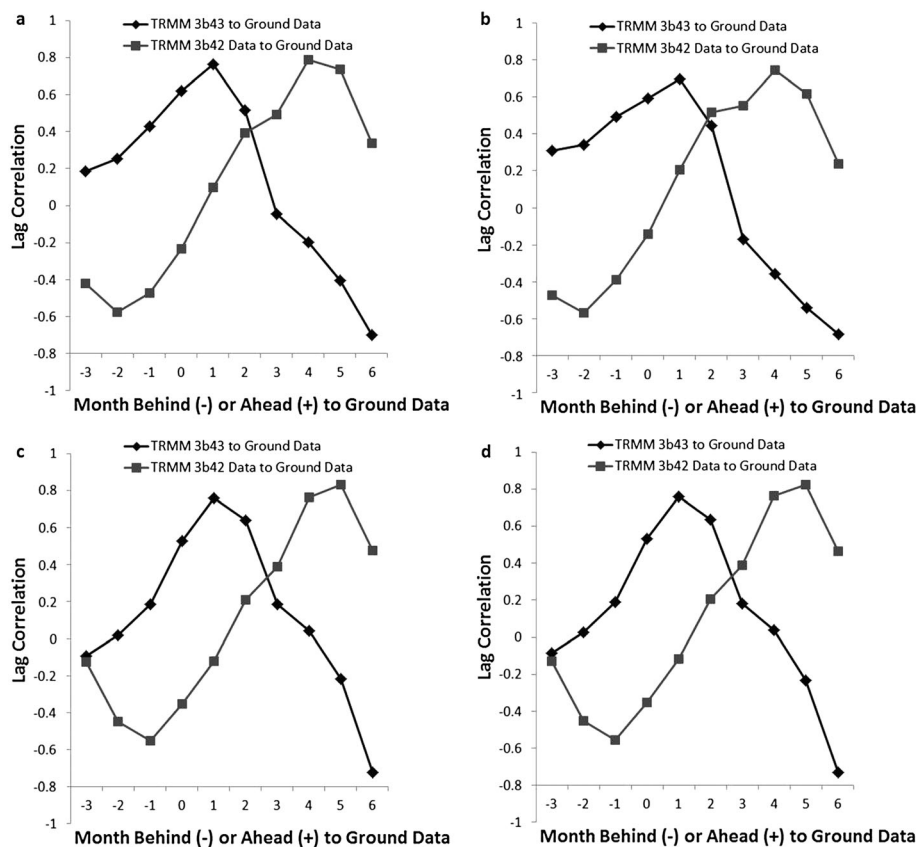 a
TRMM 3b43 to Ground Data
TRMM 3b42 Data to Ground Data
1
0.8
0.6
0.4
0.2
0
-0.2
-0.4
-0.6
-0.8
-1
Lag Correlation
-3 -2 -1 0 1 2 3 4 5 6
Month Behind (-) or Ahead (+) to Ground Data
b
TRMM 3b43 to Ground Data
TRMM 3b42 Data to Ground Data
1
0.8
0.6
0.4
0.2
0
-0.2
-0.4
-0.6
-0.8
-1
Lag Correlation
-3 -2 -1 0 1 2 3 4 5 6
Month Behind (-) or Ahead (+) to Ground Data
c
TRMM 3b43 to Ground Data
TRMM 3b42 Data to Ground Data
1
0.8
0.6
0.4
0.2
0
-0.2
-0.4
-0.6
-0.8
-1
Lag Correlation
-3 -2 -1 0 1 2 3 4 5 6
Month Behind (-) or Ahead (+) to Ground Data
d
TRMM 3b43 to Ground Data
TRMM 3b42 Data to Ground Data
1
0.8
0.6
0.4
0.2
0
-0.2
-0.4
-0.6
-0.8
-1
Lag Correlation
-3 -2 -1 0 1 2 3 4 5 6
Month Behind (-) or Ahead (+) to Ground Data